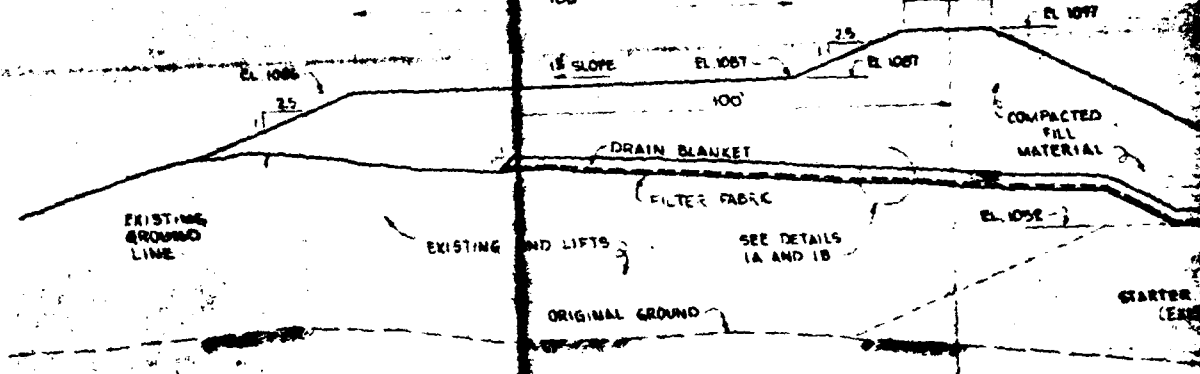 100'
EL 1097
2.5
1
1% SLOPE
EL. 1087
EL 1087
EL. 1086
2.5
1
100'
COMPACTED
FILL
MATERIAL
DRAIN BLANKET
FILTER FABRIC
EL. 1052
EXISTING
GROUND
LINE
EXISTING
ND LIFTS
SEE DETAILS
1A AND 1B
STARTER
ORIGINAL GROUND